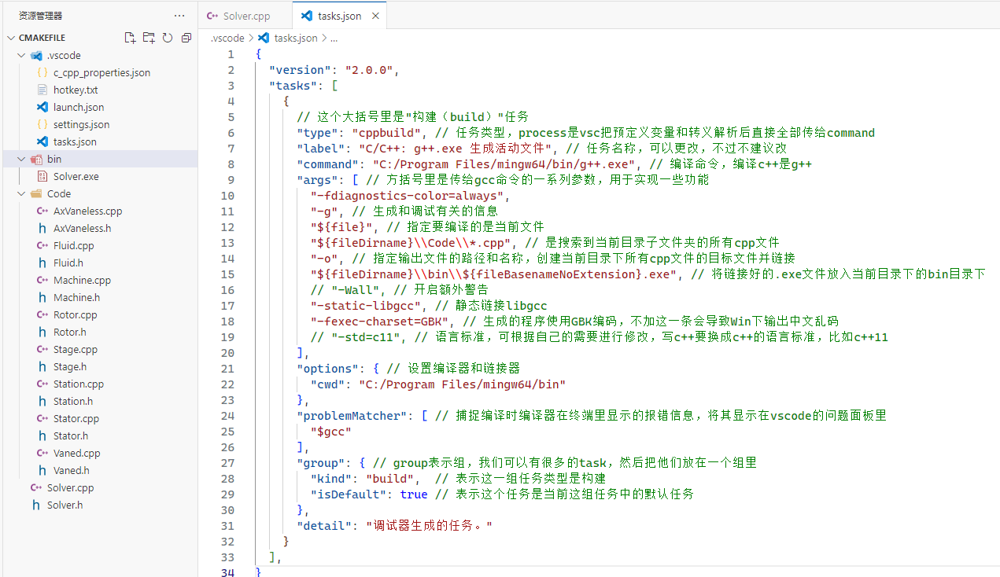 资源管理器 ···
CMAKEFILE
.vscode
{} c_cpp_properties.json
hotkey.txt
launch.json
{} settings.json
tasks.json
bin
Solver.exe
Code
C++ AxVaneless.cpp
h AxVaneless.h
C++ Fluid.cpp
h Fluid.h
C++ Machine.cpp
h Machine.h
C++ Rotor.cpp
h Rotor.h
C++ Stage.cpp
h Stage.h
C++ Station.cpp
h Station.h
C++ Stator.cpp
h Stator.h
C++ Vaned.cpp
h Vaned.h
C++ Solver.cpp
h Solver.h
C++ Solver.cpp tasks.json ×
.vscode > tasks.json > ...
1 {
2 "version": "2.0.0",
3 "tasks": [
4 {
5 // 这个大括号里是"构建（build）"任务
6 "type": "cppbuild", // 任务类型，process是vsc把预定义变量和转义解析后直接全部传给command
7 "label": "C/C++: g++.exe 生成活动文件", // 任务名称，可以更改，不过不建议改
8 "command": "C:/Program Files/mingw64/bin/g++.exe", // 编译命令，编译c++是g++
9 "args": [ // 方括号里是传给gcc命令的一系列参数，用于实现一些功能
10 "-fdiagnostics-color=always",
11 "-g", // 生成和调试有关的信息
12 "${file}", // 指定要编译的是当前文件
13 "${fileDirname}\\Code\\*.cpp", // 是搜索到当前目录子文件夹的所有cpp文件
14 "-o", // 指定输出文件的路径和名称，创建当前目录下所有cpp文件的目标文件并链接
15 "${fileDirname}\\bin\\${fileBasenameNoExtension}.exe", // 将链接好的.exe文件放入当前目录下的bin目录下
16 // "-Wall", // 开启额外警告
17 "-static-libgcc", // 静态链接libgcc
18 "-fexec-charset=GBK", // 生成的程序使用GBK编码，不加这一条会导致Win下输出中文乱码
19 // "-std=c11", // 语言标准，可根据自己的需要进行修改，写c++要换成c++的语言标准，比如c++11
20 ],
21 "options": { // 设置编译器和链接器
22 "cwd": "C:/Program Files/mingw64/bin"
23 },
24 "problemMatcher": [ // 捕捉编译时编译器在终端里显示的报错信息，将其显示在vscode的问题面板里
25 "$gcc"
26 ],
27 "group": { // group表示组，我们可以有很多的task，然后把他们放在一个组里
28 "kind": "build", // 表示这一组任务类型是构建
29 "isDefault": true // 表示这个任务是当前这组任务中的默认任务
30 },
31 "detail": "调试器生成的任务。"
32 }
33 ],
34 }